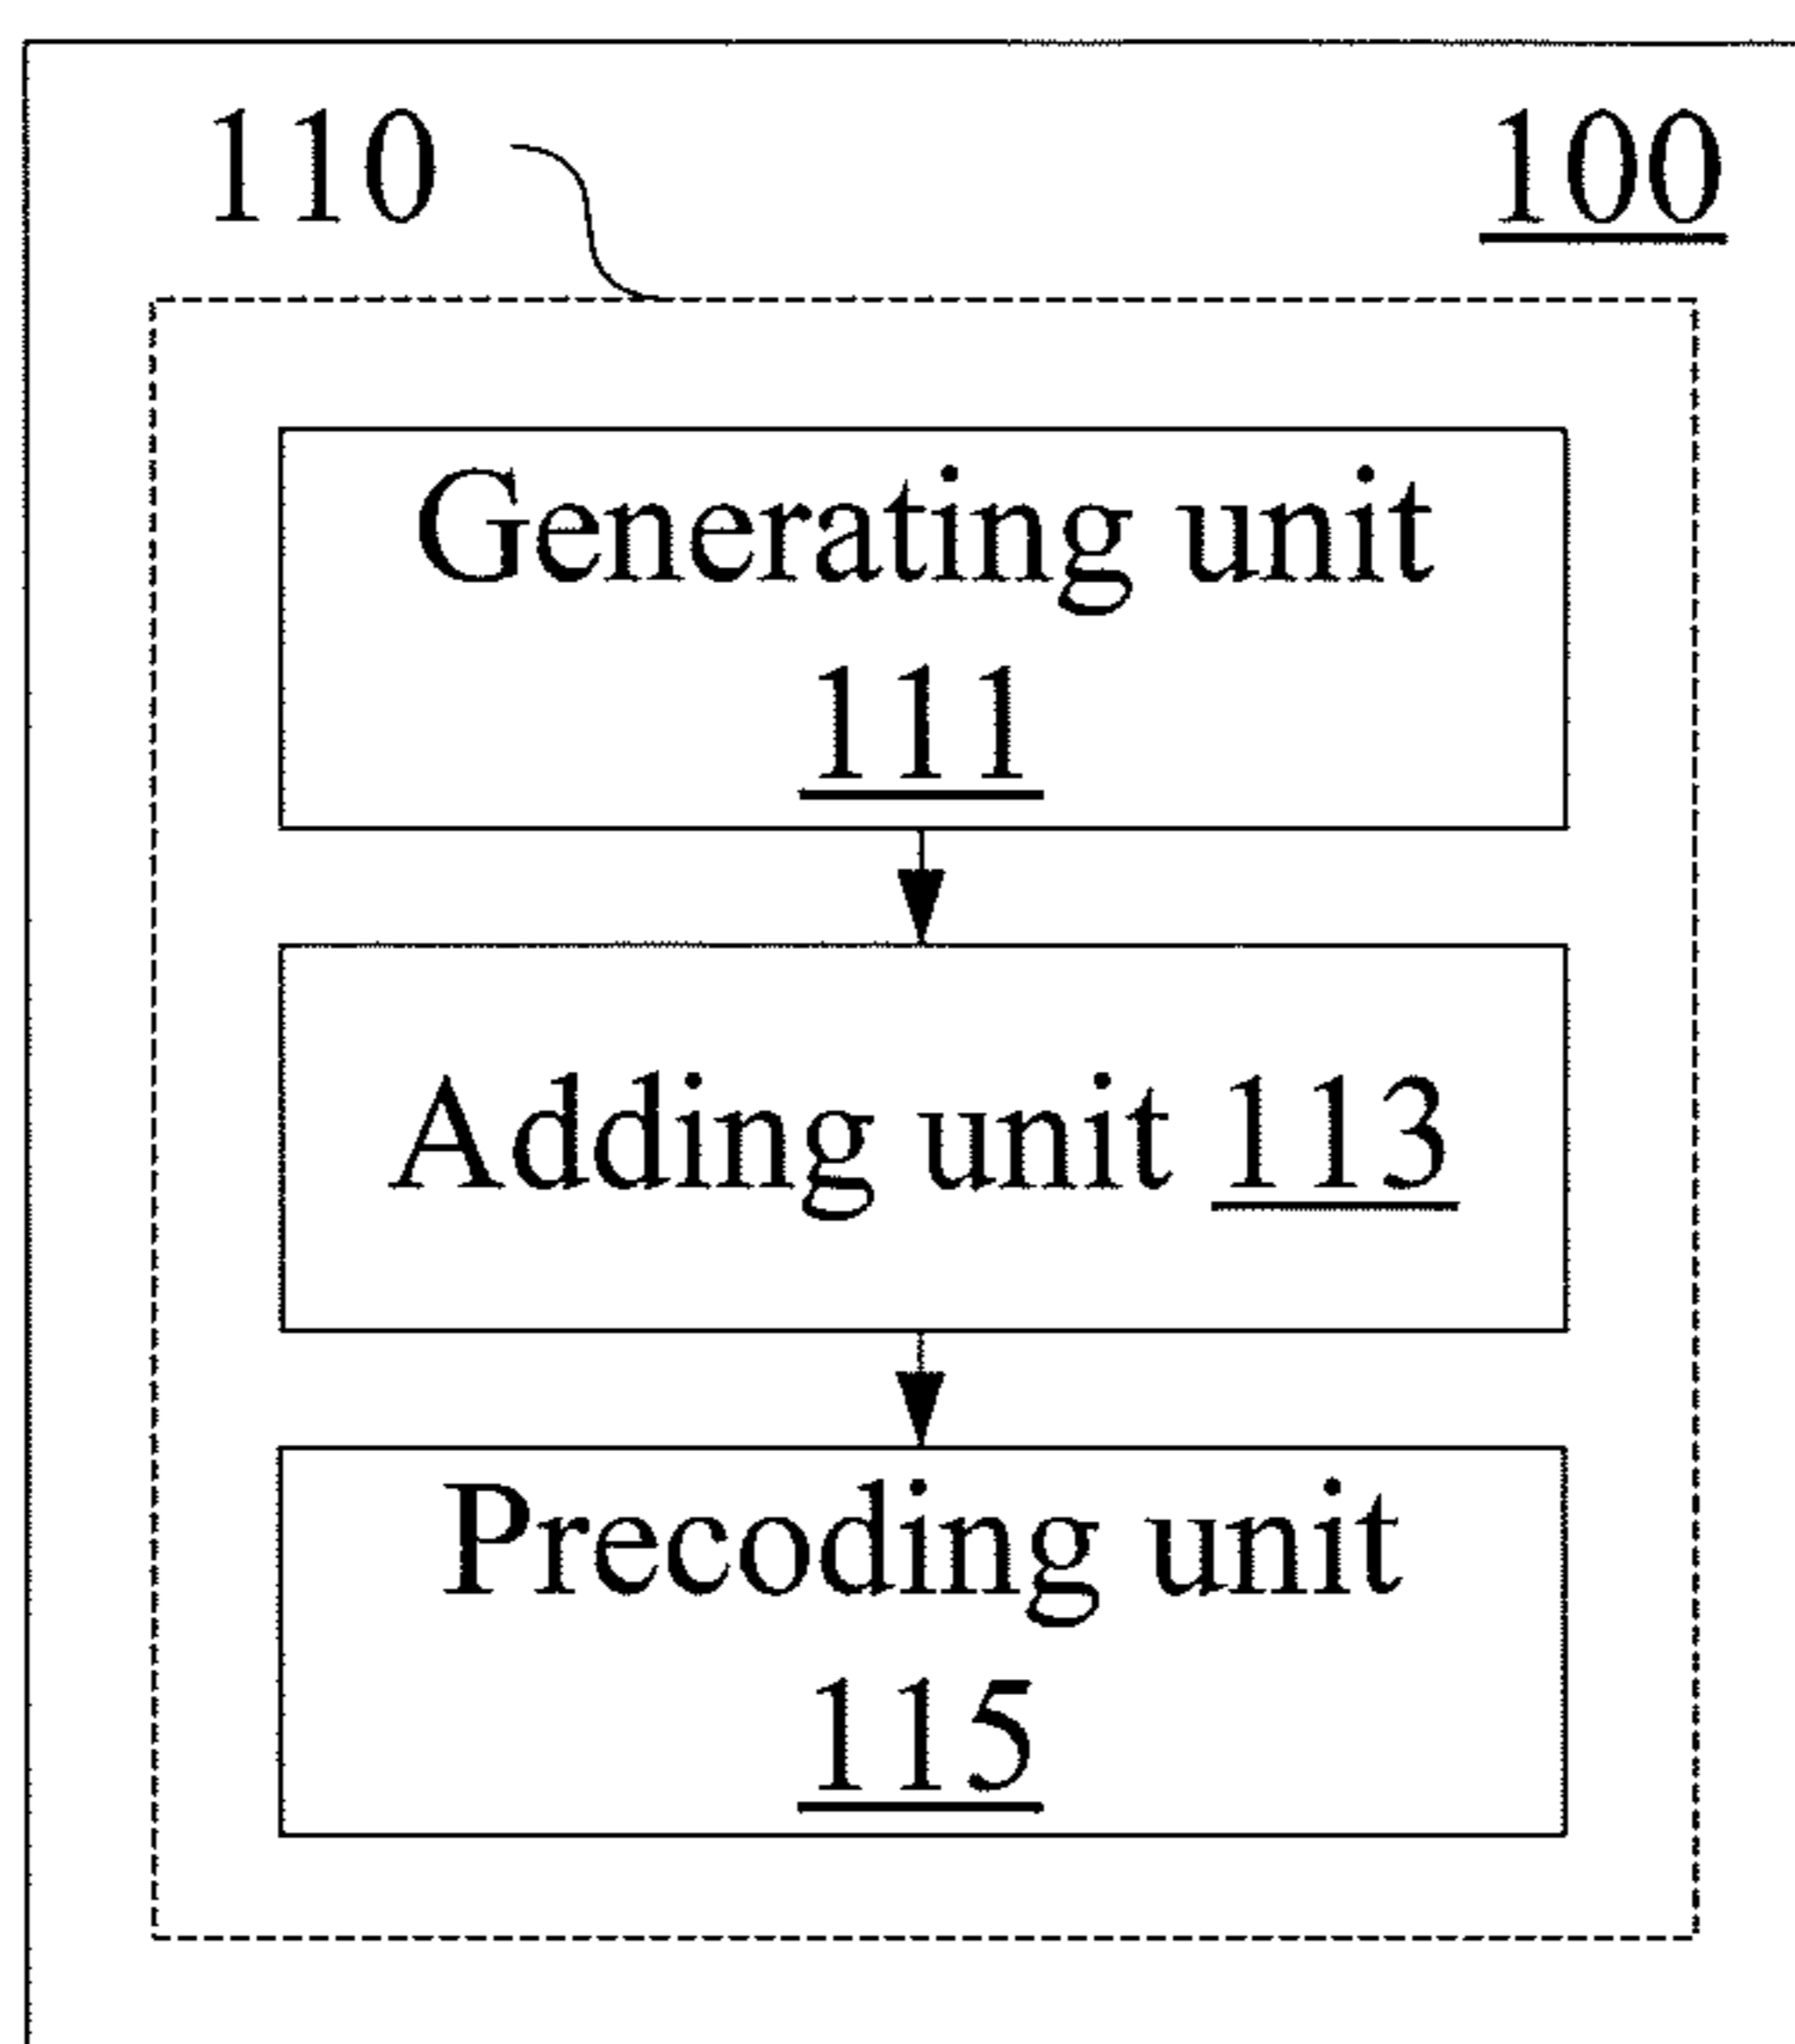 110
100
Generating unit
111
Adding unit 113
Precoding unit
115